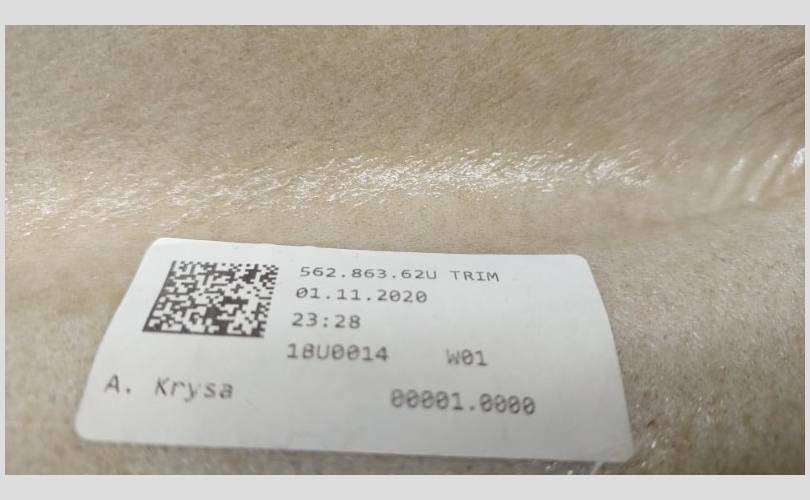 562.863.62U TRIM
01.11.2020
23:28
18U0014 W01
A. Krysa
00001.0000